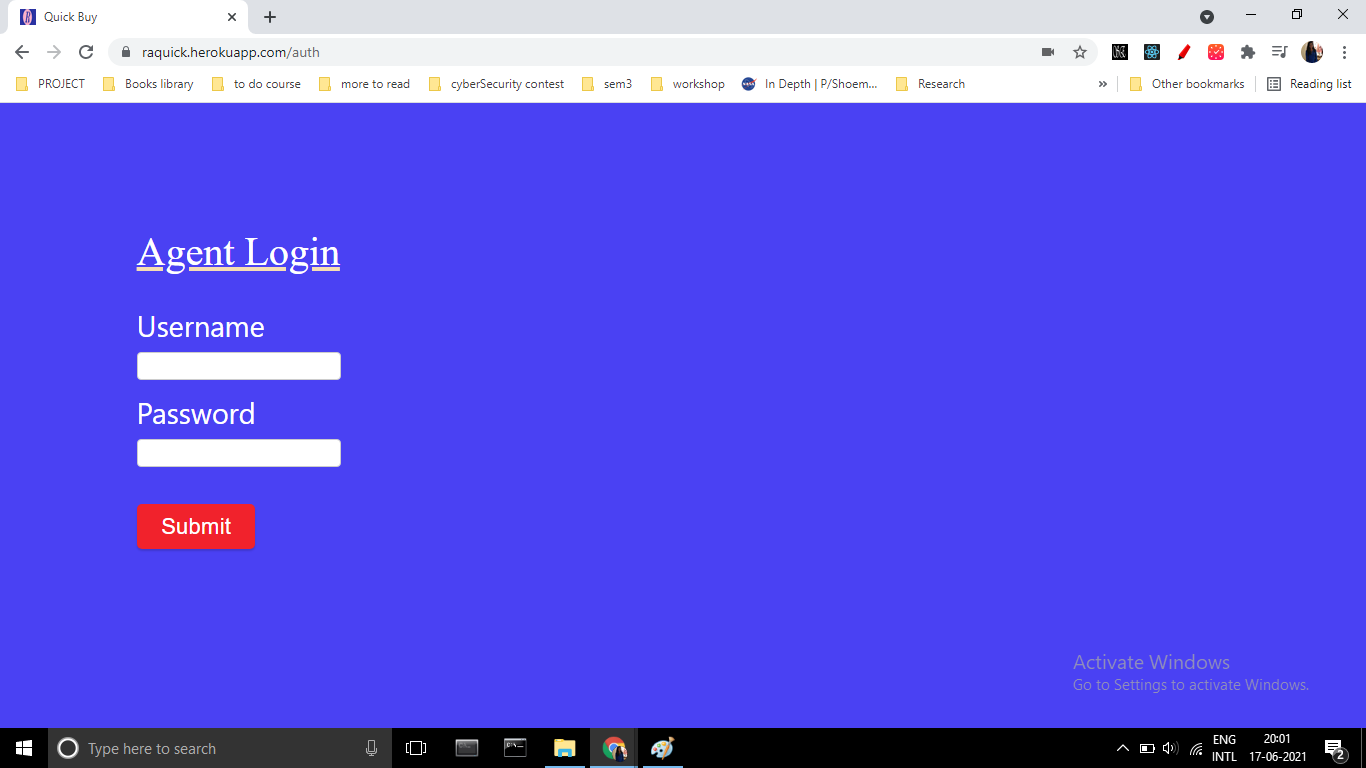 Quick Buy
raquick.herokuapp.com/auth
PROJECT Books library to do course more to read cyberSecurity contest sem3 workshop In Depth | P/Shoem... Research » Other bookmarks Reading list
Agent Login
Username
Password
Submit
Activate Windows
Go to Settings to activate Windows.
Type here to search
ENG 20:01
INTL 17-06-2021 2